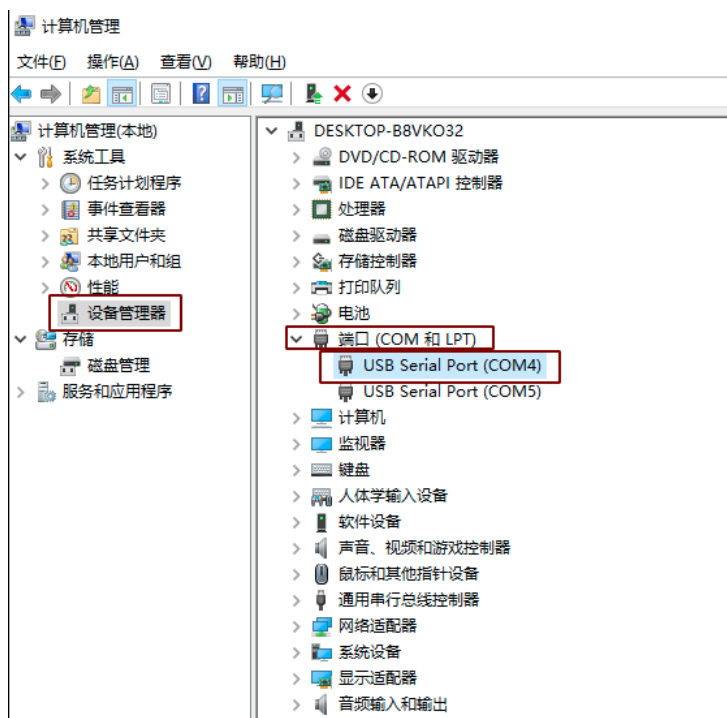 计算机管理
文件(F) 操作(A) 查看(V) 帮助(H)
计算机管理(本地)
系统工具
任务计划程序
事件查看器
共享文件夹
本地用户和组
性能
设备管理器
存储
磁盘管理
服务和应用程序
DESKTOP-B8VKO32
DVD/CD-ROM 驱动器
IDE ATA/ATAPI 控制器
处理器
磁盘驱动器
存储控制器
打印队列
电池
端口 (COM 和 LPT)
USB Serial Port (COM4)
USB Serial Port (COM5)
计算机
监视器
键盘
人体学输入设备
软件设备
声音、视频和游戏控制器
鼠标和其他指针设备
通用串行总线控制器
网络适配器
系统设备
显示适配器
音频输入和输出